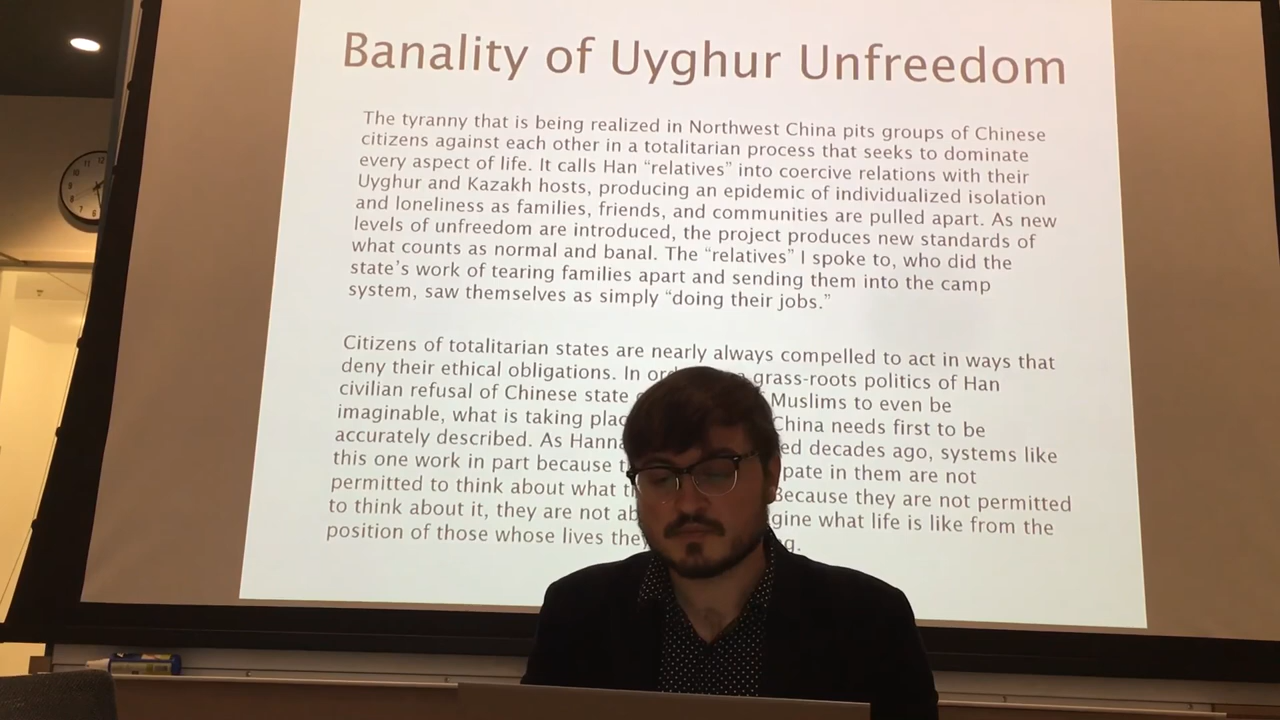 Banality of Uyghur Unfreedom
The tyranny that is being realized in Northwest China pits groups of Chinese
citizens against each other in a totalitarian process that seeks to dominate
every aspect of life. It calls Han “relatives” into coercive relations with their
Uyghur and Kazakh hosts, producing an epidemic of individualized isolation
and loneliness as families, friends, and communities are pulled apart. As new
levels of unfreedom are introduced, the project produces new standards of
what counts as normal and banal. The “relatives” I spoke to, who did the
state’s work of tearing families apart and sending them into the camp
system, saw themselves as simply “doing their jobs.”
Citizens of totalitarian states are nearly always compelled to act in ways that
deny their ethical obligations. In grass-roots politics of Han
civilian refusal of Chinese state Muslims to even be
imaginable, what is taking China needs first to be
accurately described. As decades ago, systems like
this one work in part because in them are not
permitted to think about what Because they are not permitted
to think about it, they are not what life is like from the
position of those whose lives
11 12